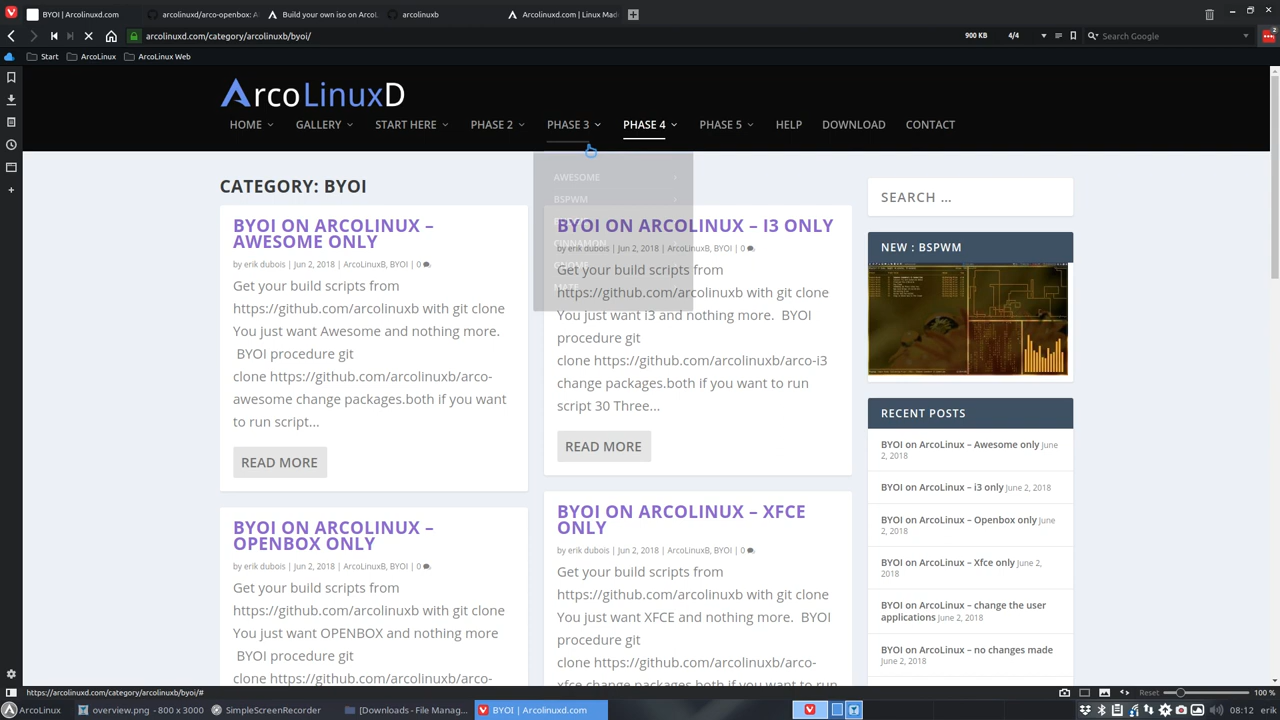 BYOI | Arcolinuxd.com
arcolinuxd/arco-openbox: A
Build your own iso on ArcoL
arcolinuxb
Arcolinuxd.com | Linux Mad
arcolinuxd.com/category/arcolinuxb/byoi/
900 KB
4/4
Search Google
2
Start
ArcoLinux
ArcoLinux Web
ArcoLinuxD
HOME
GALLERY
START HERE
PHASE 2
PHASE 3
PHASE 4
PHASE 5
HELP
DOWNLOAD
CONTACT
AWESOME
BSPWM
CINNAMON
GNOME
MATE
CATEGORY: BYOI
BYOI ON ARCOLINUX –
AWESOME ONLY
by erik dubois | Jun 2, 2018 | ArcoLinuxB, BYOI | 0
Get your build scripts from
https://github.com/arcolinuxb with git clone
You just want Awesome and nothing more.
BYOI procedure git
clone https://github.com/arcolinuxb/arco-
awesome change packages.both if you want
to run script...
READ MORE
BYOI ON ARCOLINUX – I3 ONLY
by erik dubois | Jun 2, 2018 | ArcoLinuxB, BYOI | 0
Get your build scripts from
https://github.com/arcolinuxb with git clone
You just want I3 and nothing more. BYOI
procedure git
clone https://github.com/arcolinuxb/arco-i3
change packages.both if you want to run
script 30 Three...
READ MORE
BYOI ON ARCOLINUX –
OPENBOX ONLY
by erik dubois | Jun 2, 2018 | ArcoLinuxB, BYOI | 0
Get your build scripts from
https://github.com/arcolinuxb with git clone
You just want OPENBOX and nothing more
BYOI procedure git
clone https://github.com/arcolinuxb/arco-
BYOI ON ARCOLINUX – XFCE
ONLY
by erik dubois | Jun 2, 2018 | ArcoLinuxB, BYOI | 0
Get your build scripts from
https://github.com/arcolinuxb with git clone
You just want XFCE and nothing more. BYOI
procedure git
clone https://github.com/arcolinuxb/arco-
xfce change packages.both if you want to
SEARCH ...
NEW : BSPWM
RECENT POSTS
BYOI on ArcoLinux – Awesome only June
2, 2018
BYOI on ArcoLinux – i3 only June 2, 2018
BYOI on ArcoLinux – Openbox only June
2, 2018
BYOI on ArcoLinux – Xfce only June 2,
2018
BYOI on ArcoLinux – change the user
applications June 2, 2018
BYOI on ArcoLinux – no changes made
June 2, 2018
https://arcolinuxd.com/category/arcolinuxb/byoi/#
Reset
100 %
ArcoLinux
overview.png - 800 x 3000
SimpleScreenRecorder
[Downloads - File Manag...
BYOI | Arcolinuxd.com
08:12
erik